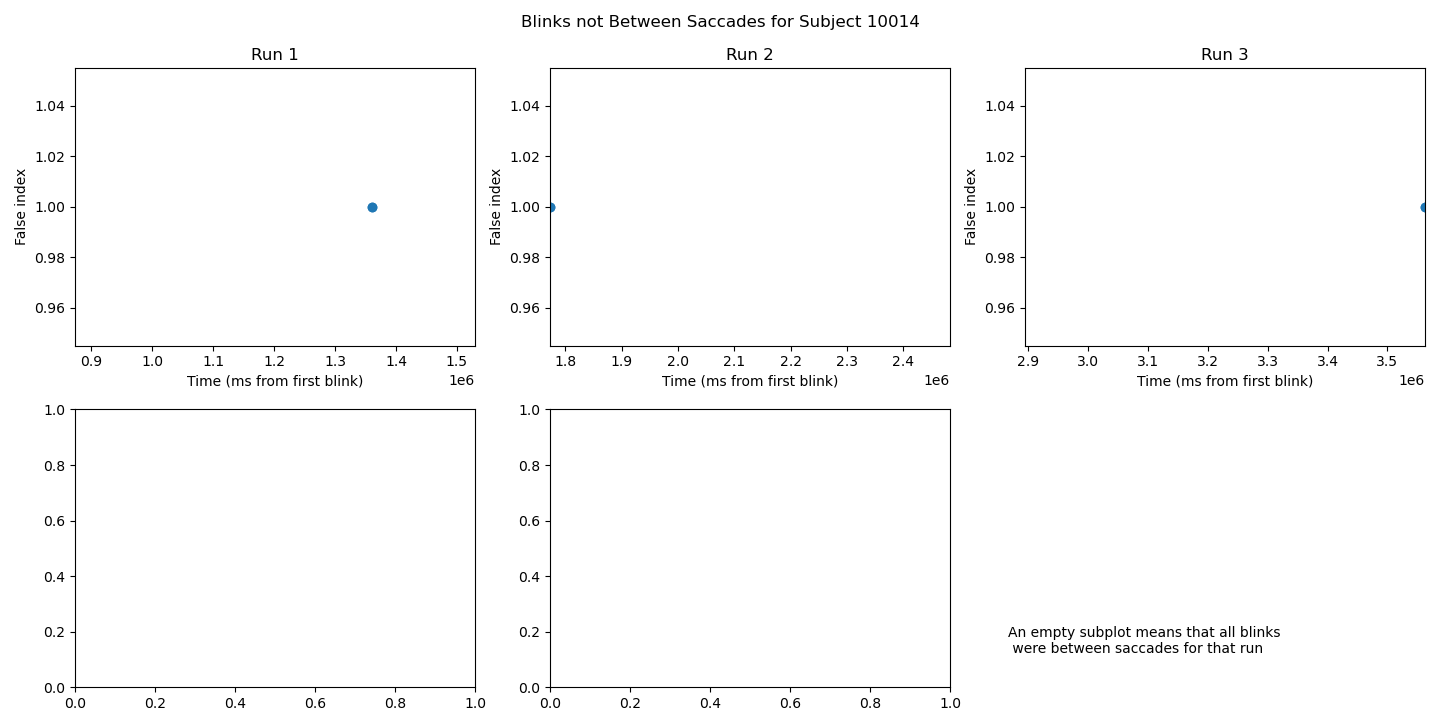 Blinks not Between Saccades for Subject 10014
Run 1
Run 2
Run 3
1.04
1.02
1.00
0.98
0.96
False index
0.9 1.0 1.1 1.2 1.3 1.4 1.5
Time (ms from first blink)
1e6
1.04
1.02
1.00
0.98
0.96
False index
1.8 1.9 2.0 2.1 2.2 2.3 2.4
Time (ms from first blink)
1e6
1.04
1.02
1.00
0.98
0.96
False index
2.9 3.0 3.1 3.2 3.3 3.4 3.5
Time (ms from first blink)
1e6
1.0
0.8
0.6
0.4
0.2
0.0
0.0 0.2 0.4 0.6 0.8 1.0
1.0
0.8
0.6
0.4
0.2
0.0
0.0 0.2 0.4 0.6 0.8 1.0
An empty subplot means that all blinks
were between saccades for that run